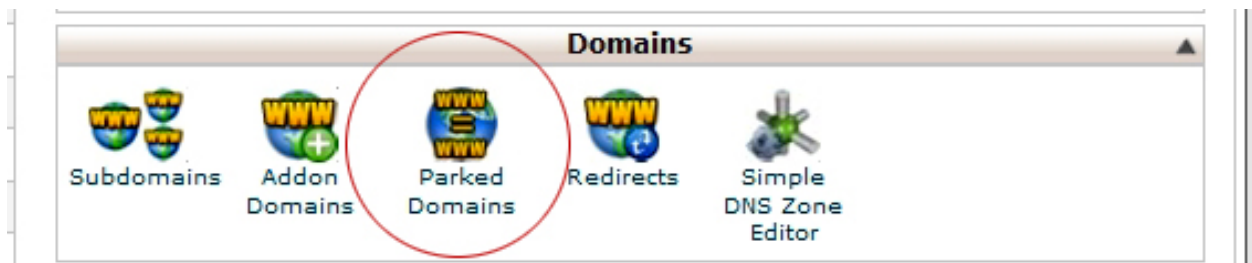 Domains
WWW WWW WWW
Subdomains
WWW
Addon
Domains
WWW
WWW
Parked
Domains
WWW
Redirects
Simple
DNS Zone
Editor